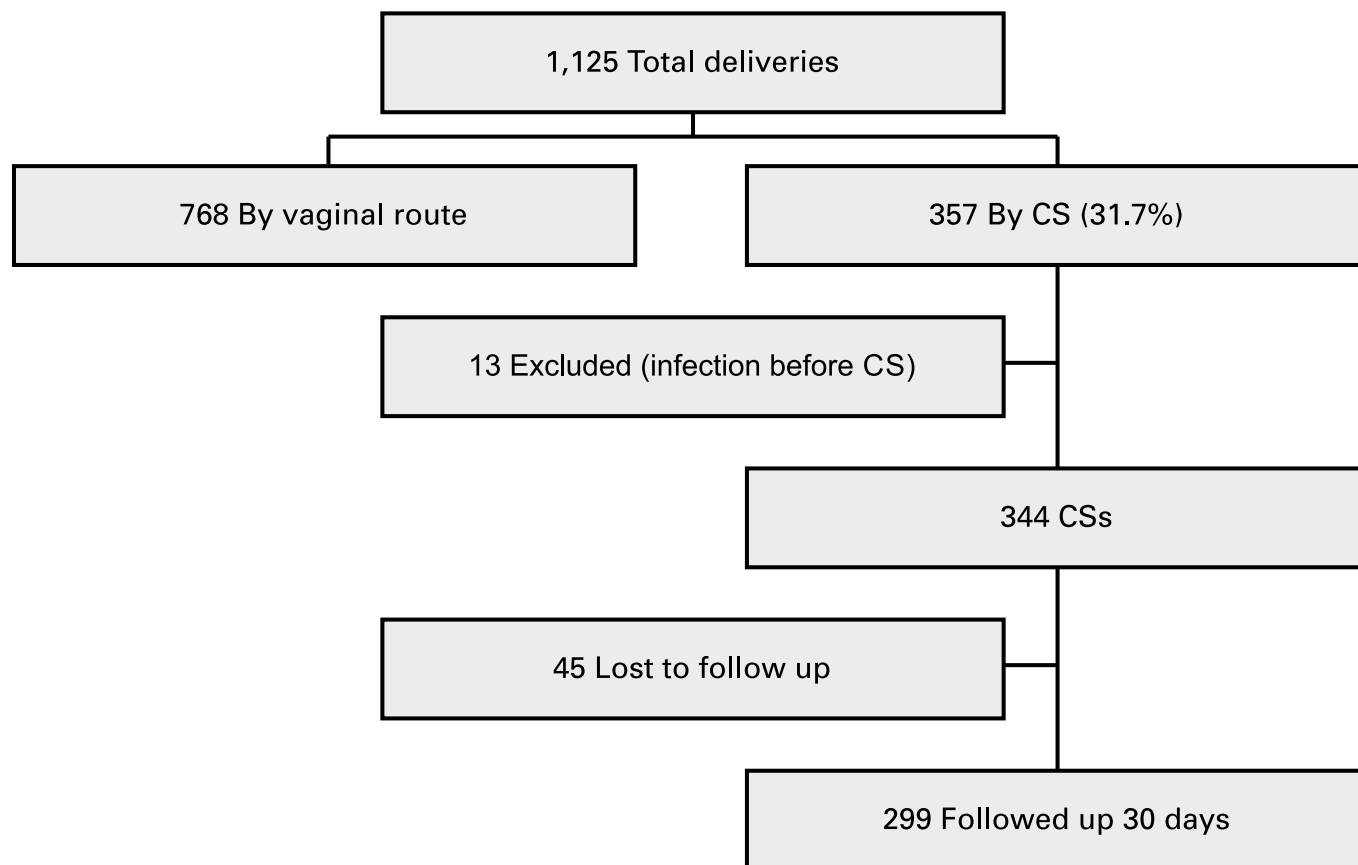 1,125 Total deliveries
768 By vaginal route
357 By CS (31.7%)
13 Excluded (infection before CS)
344 CSs
45 Lost to follow up
299 Followed up 30 days